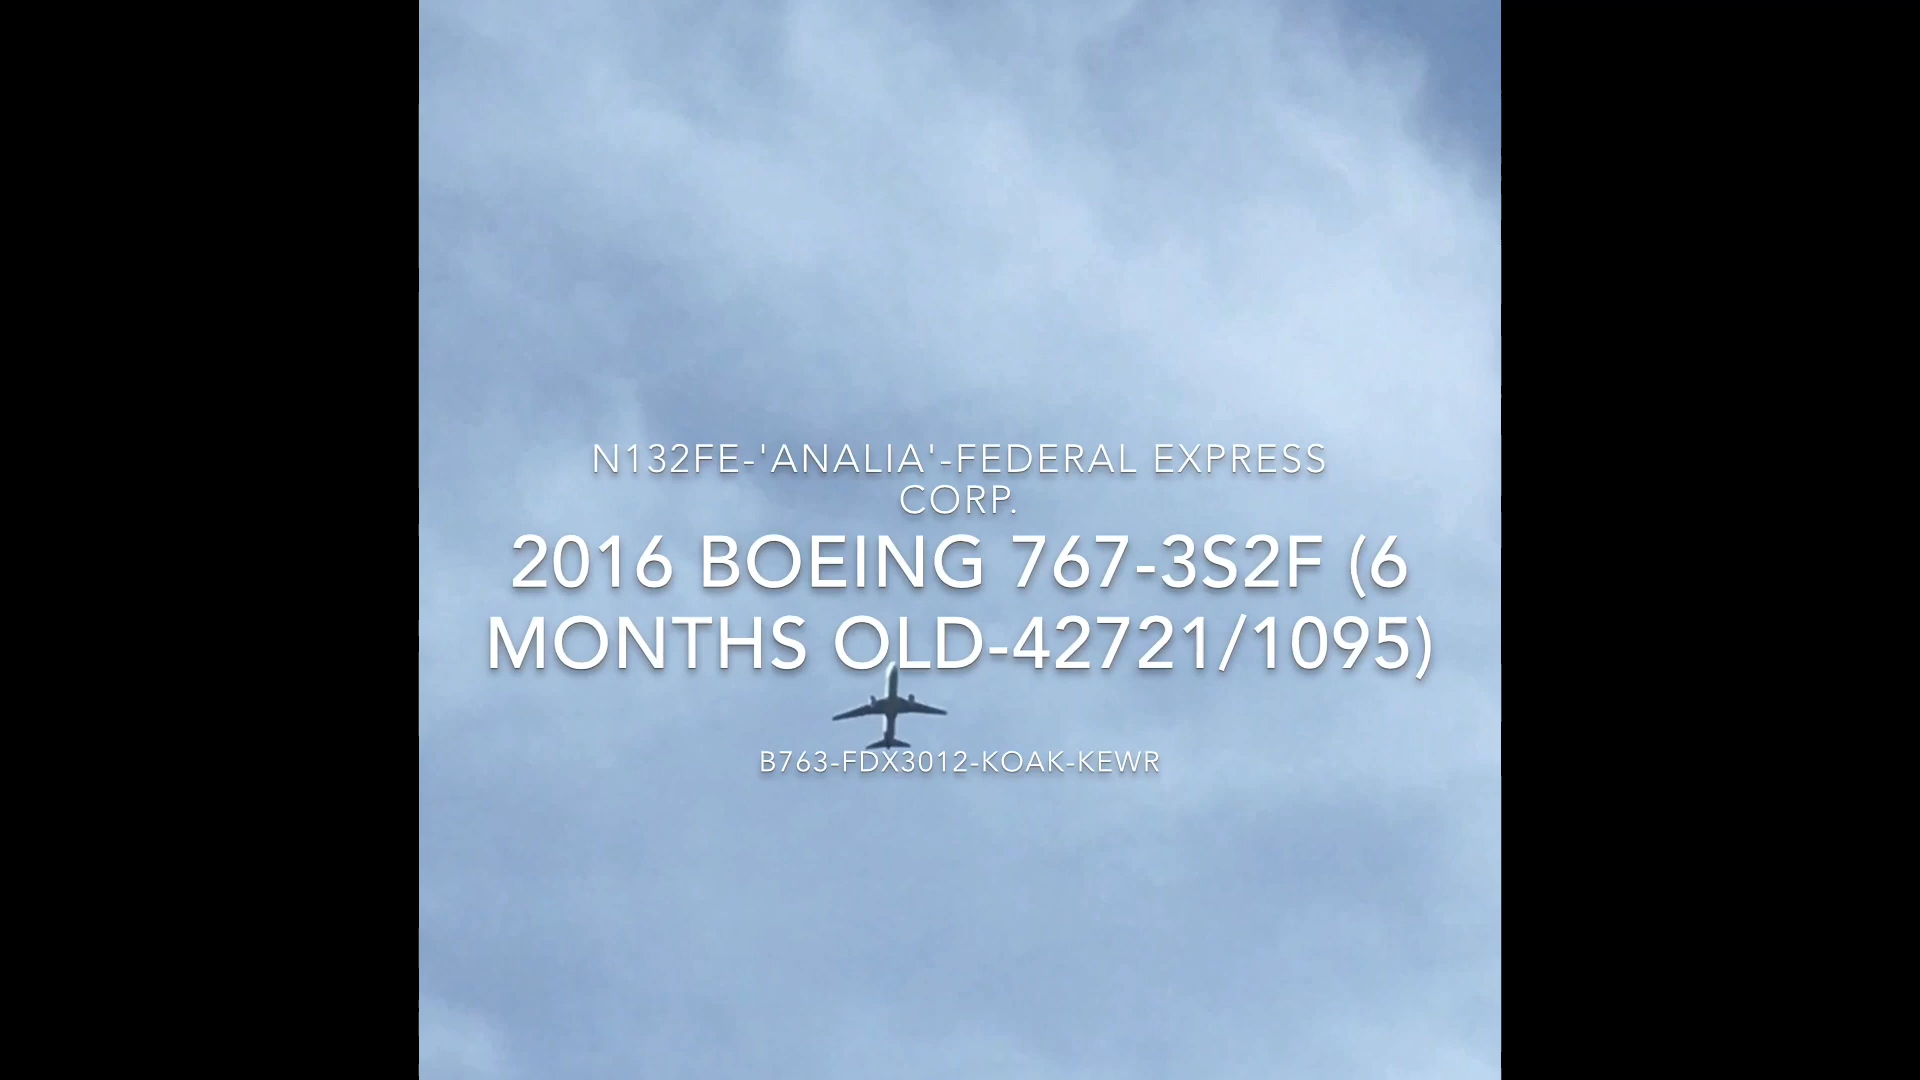 N132FE-'ANALIA'-FEDERAL EXPRESS
CORP.
2016 BOEING 767-3S2F (6
MONTHS OLD-42721/1095)
B763-FDX3012-KOAK-KEWR